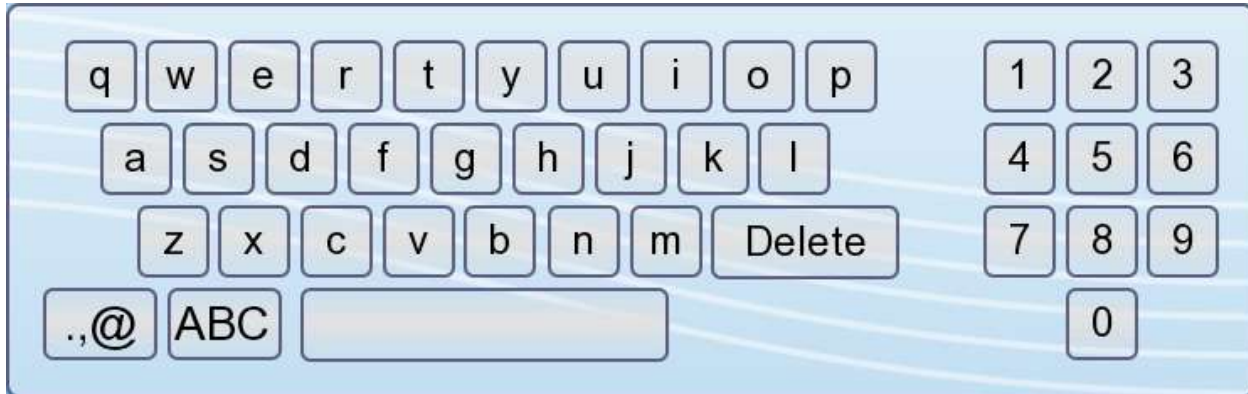 q w e r t y u i o p 1 2 3
a s d f g h j k l 4 5 6
z x c v b n m Delete 7 8 9
.,@ ABC 0